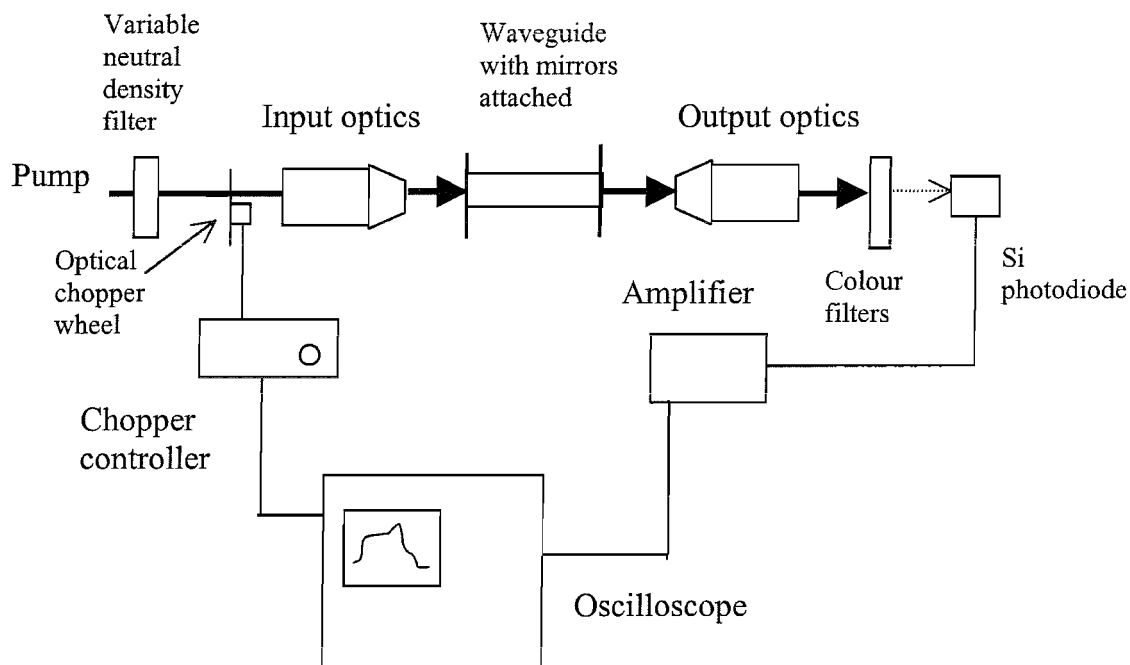 Variable
neutral
density
filter
Waveguide
with mirrors
attached
Input optics
Output optics
Pump
Optical
chopper
wheel
Colour
filters
Si
photodiode
Amplifier
Chopper
controller
Oscilloscope